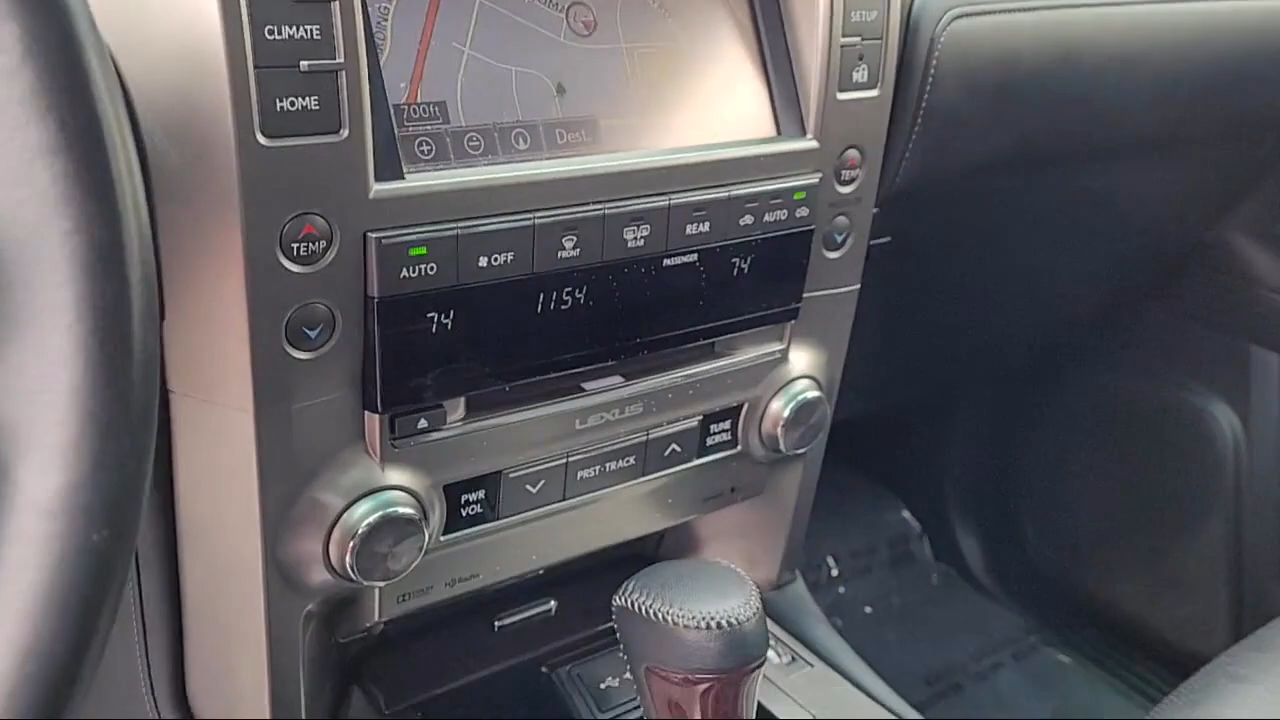 CLIMATE
HOME
SETUP
700ft
Dest.
TEMP
TEMP
AUTO
OFF
FRONT
REAR
REAR
AUTO
PASSENGER
74
1154
74
LEXUS
PWR
VOL
PRST·TRACK
TUNE
SCROLL